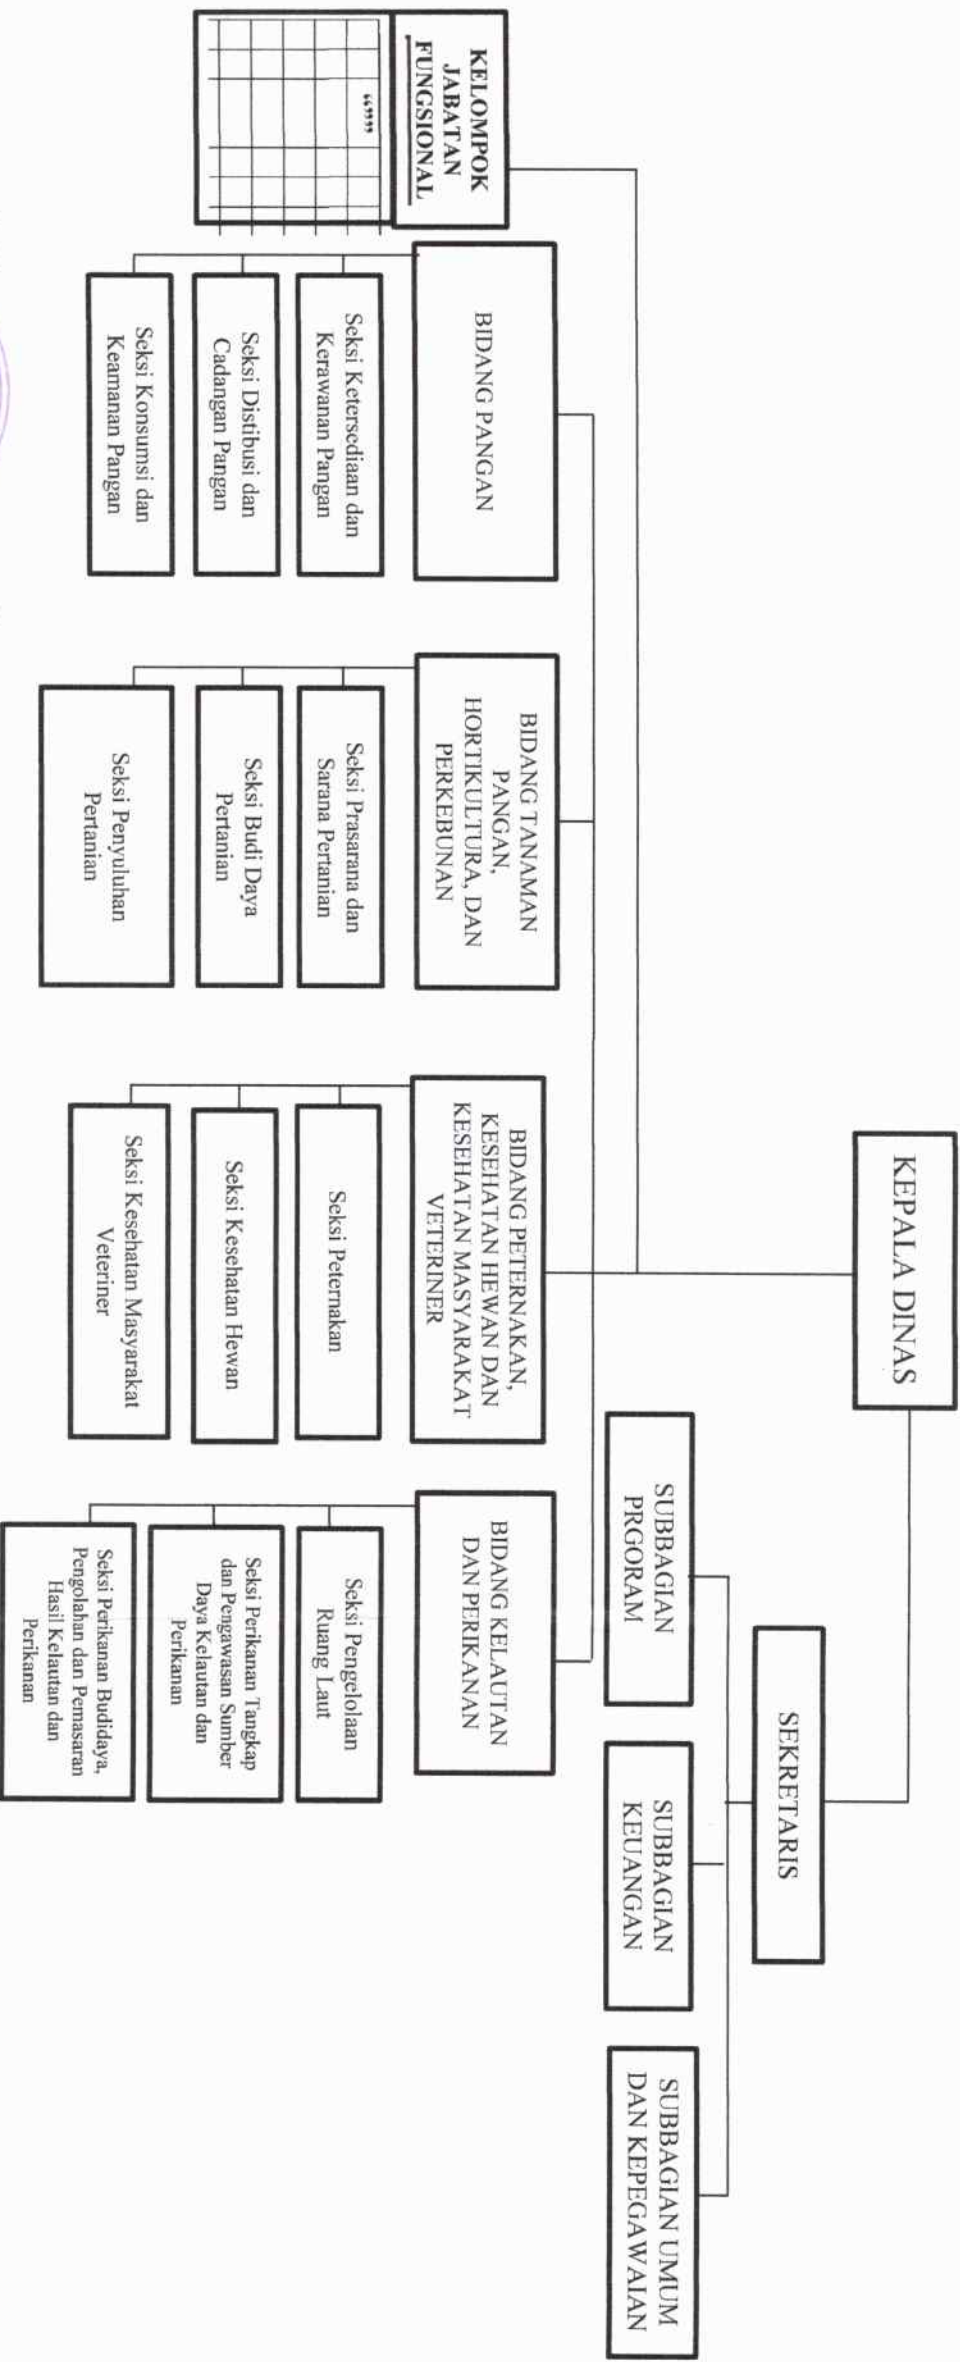 KEPALA DINAS
SEKRETARIS
SUBBAGIAN
PRGORAM
SUBBAGIAN
KEUANGAN
SUBBAGIAN UMUM
DAN KEPEGAWAIAN
KELOMPOK
JABATAN
FUNGSIONAL
“”””
BIDANG PANGAN
Seksi Ketersediaan dan
Kerawanan Pangan
Seksi Distibusi dan
Cadangan Pangan
Seksi Konsumsi dan
Keamanan Pangan
BIDANG TANAMAN
PANGAN,
HORTIKULTURA, DAN
PERKEBUNAN
Seksi Prasarana dan
Sarana Pertanian
Seksi Budi Daya
Pertanian
Seksi Penyuluhan
Pertanian
BIDANG PETERNAKAN,
KESEHATAN HEWAN DAN
KESEHATAN MASYARAKAT
VETERINER
Seksi Peternakan
Seksi Kesehatan Hewan
Seksi Kesehatan Masyarakat
Veteriner
BIDANG KELAUTAN
DAN PERIKANAN
Seksi Pengelolaan
Ruang Laut
Seksi Perikanan Tangkap
dan Pengawasan Sumber
Daya Kelautan dan
Perikanan
Seksi Perikanan Budidaya,
Pengolahan dan Pemasaran
Hasil Kelautan dan
Perikanan